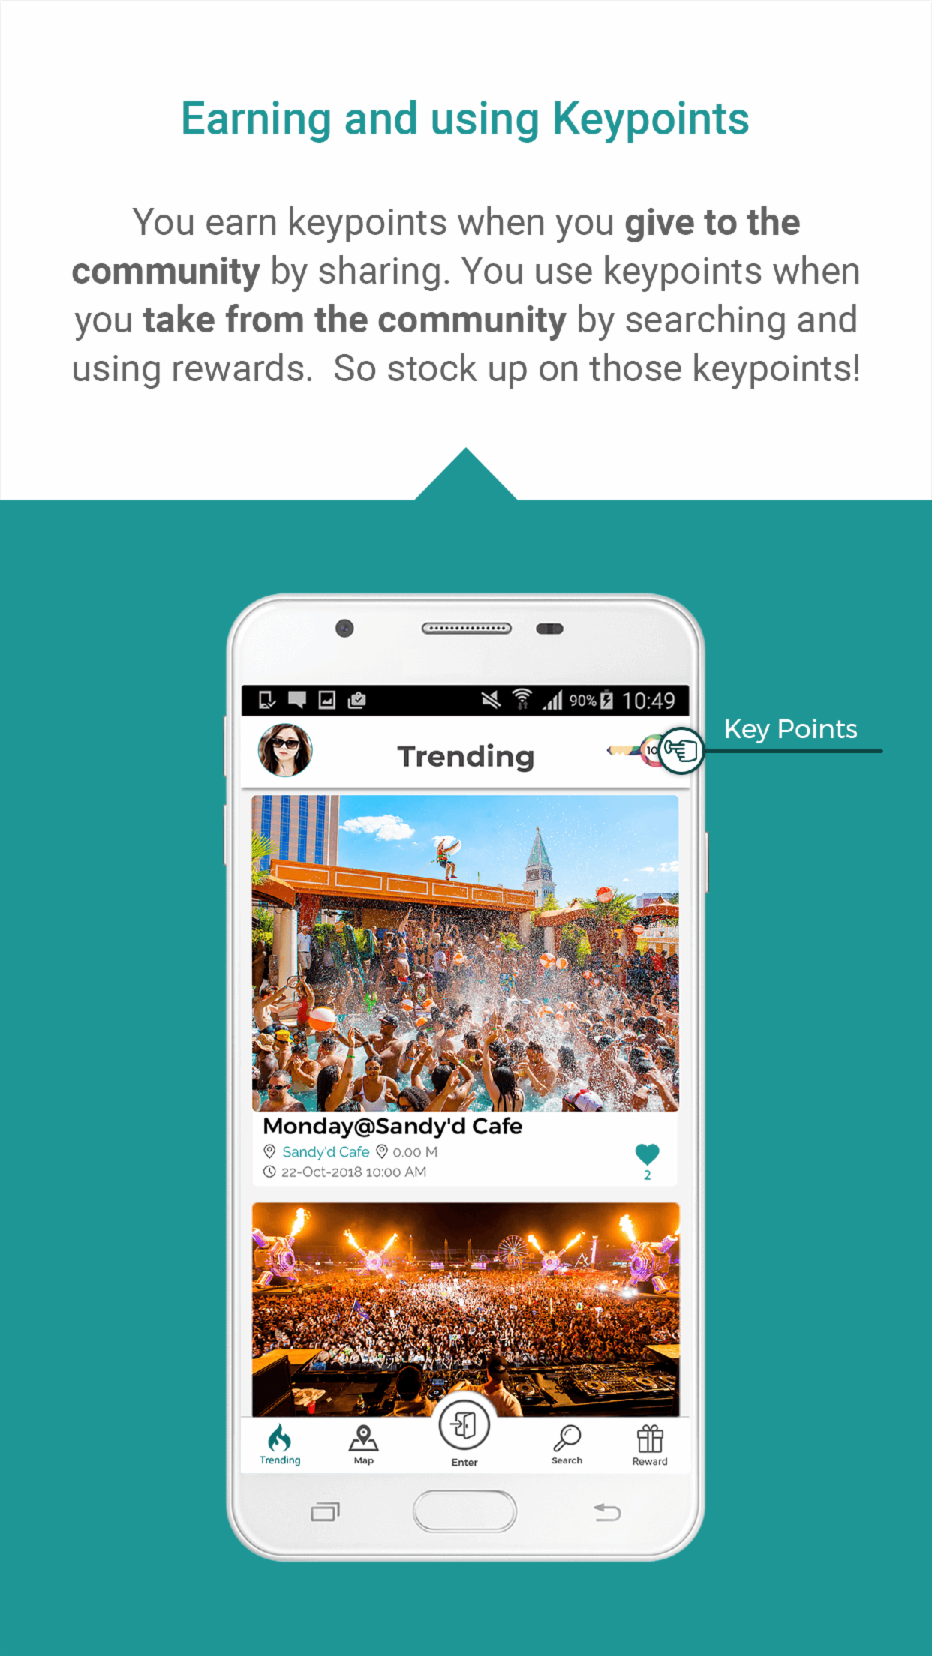 Earning and using Keypoints
You earn keypoints when you give to the
community by sharing. You use keypoints when
you take from the community by searching and
using rewards.  So stock up on those keypoints!
90% 10:49
Key Points
Trending
10
Monday@Sandy'd Cafe
Sandy'd Cafe 0.00 M
22-Oct-2018 10:00 AM
2
Trending Map Enter Search Reward